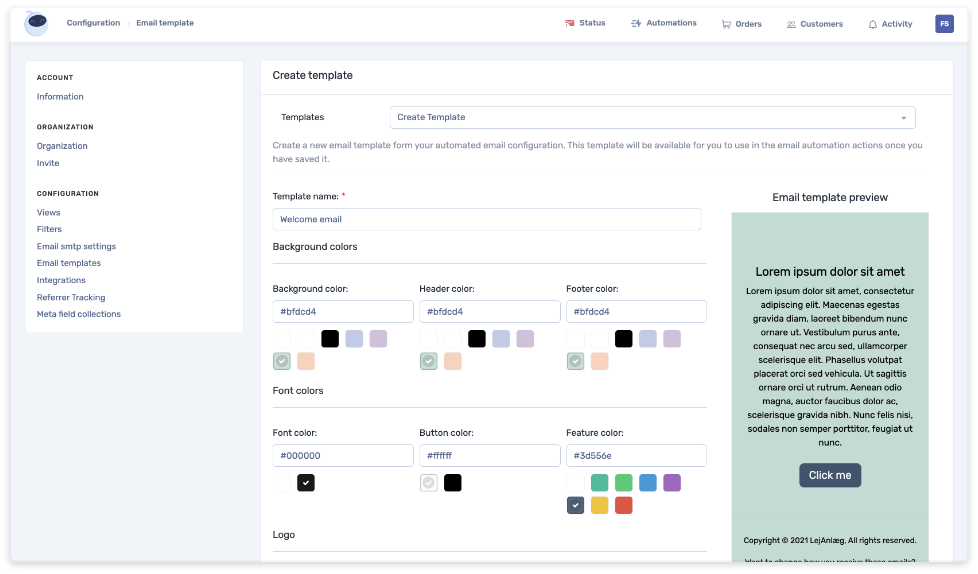 Configuration
Email template
Status
Automations
Orders
Customers
Activity
FS
ACCOUNT
Information
ORGANIZATION
Organization
Invite
CONFIGURATION
Views
Filters
Email smtp settings
Email templates
Integrations
Referrer Tracking
Meta field collections
Create template
Templates
Create Template
Create a new email template form your automated email configuration. This template will be available for you to use in the email automation actions once you
have saved it.
Template name: *
Welcome email
Background colors
Background color:
Header color:
Footer color:
#bfdcd4
#bfdcd4
#bfdcd4
Font colors
Font color:
Button color:
Feature color:
#000000
#ffffff
#3d556e
Logo
Email template preview
Lorem ipsum dolor sit amet
Lorem ipsum dolor sit amet, consectetur
adipiscing elit. Maecenas egestas
gravida diam, laoreet bibendum nunc
ornare ut. Vestibulum purus ante,
consequat nec arcu sed, ullamcorper
scelerisque elit. Phasellus volutpat
placerat orci sed vehicula. Ut sagittis
ornare orci ut rutrum. Aenean odio
magna, auctor faucibus dolor ac,
scelerisque gravida nibh. Nunc felis nisi,
sodales non semper porttitor, feugiat ut
nunc.
Click me
Copyright © 2021 LejAnlæg, All rights reserved.
Want to change how you receive these emails?